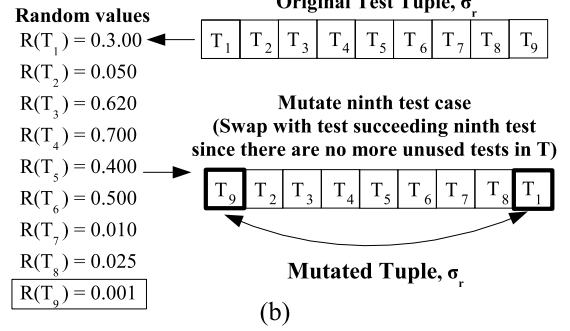 Random values
Original Test Tuple, σr
R(T1) = 0.3.00
T1 T2 T3 T4 T5 T6 T7 T8 T9
R(T2) = 0.050
R(T3) = 0.620
R(T4) = 0.700
R(T5) = 0.400
R(T6) = 0.500
R(T7) = 0.010
R(T8) = 0.025
R(T9) = 0.001
Mutate ninth test case
(Swap with test succeeding ninth test
since there are no more unused tests in T)
T9 T2 T3 T4 T5 T6 T7 T8 T1
Mutated Tuple, σr
(b)